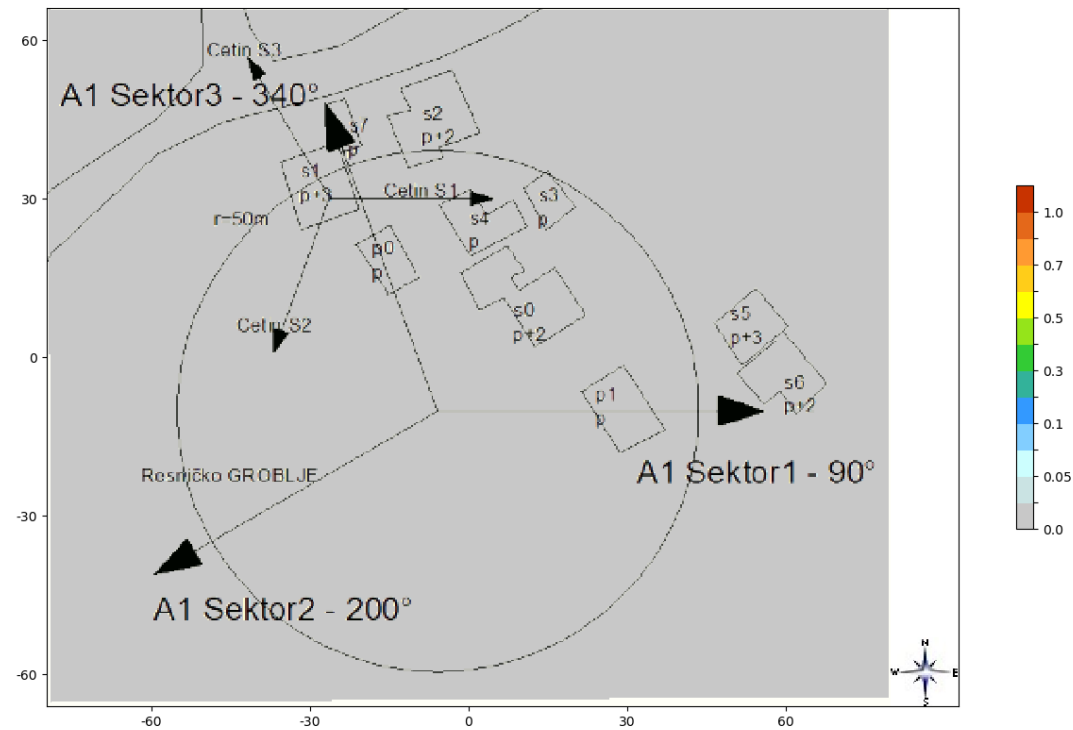 60
30
0
-30
-60
-60
-30
0
30
60
Cetin S3
A1 Sektor3 - 340°
s7
p
s2
p+2
s1
p+3
Cetin S1
s3
p
r=50m
s4
p
p0
p
s0
p+2
s5
p+3
Cetin S2
s6
p+2
p1
p
A1 Sektor1 - 90°
Resničko GROBLJE
A1 Sektor2 - 200°
N
W
E
S
1.0
0.7
0.5
0.3
0.1
0.05
0.0